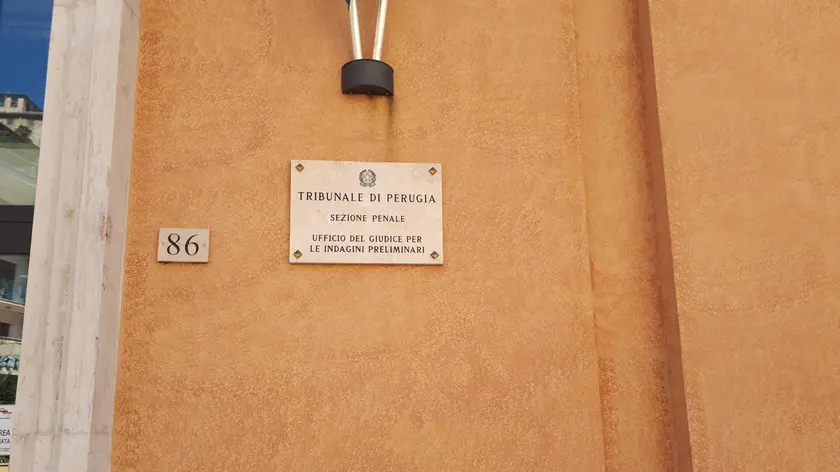 TRIBUNALE DI PERUGIA
SEZIONE PENALE
UFFICIO DEL GIUDICE PER
LE INDAGINI PRELIMINARI
86